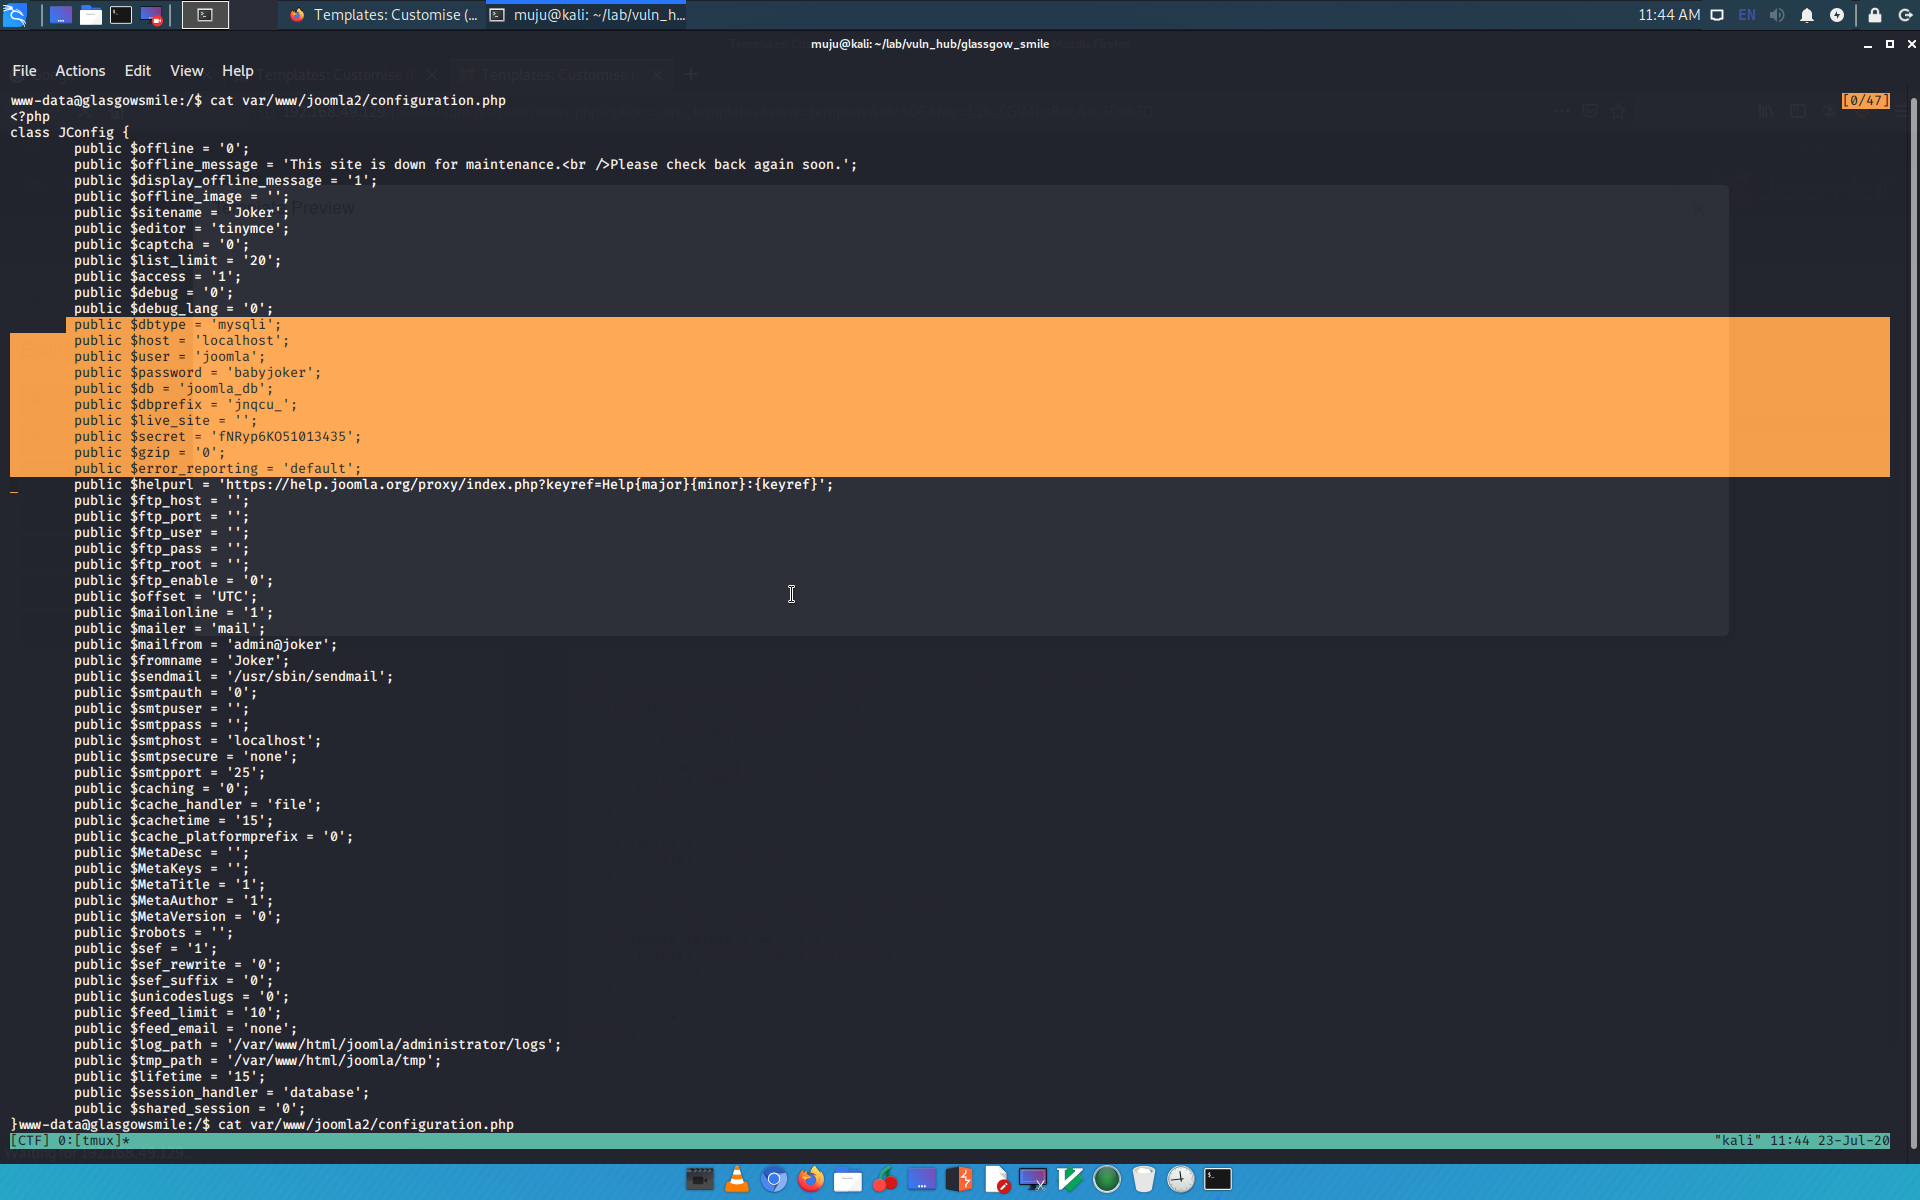 Templates: Customise (...
muju@kali: ~/lab/vuln_h...
11:44 AM
EN
muju@kali: ~/lab/vuln_hub/glassgow_smile
File Actions Edit View Help
www-data@glasgowsmile:/$ cat var/www/joomla2/configuration.php
[0/47]
<?php
class JConfig {
public $offline = '0';
public $offline_message = 'This site is down for maintenance.<br />Please check back again soon.';
public $display_offline_message = '1';
public $offline_image = '';
public $sitename = 'Joker';
Preview
public $editor = 'tinymce';
public $captcha = '0';
public $list_limit = '20';
public $access = '1';
public $debug = '0';
public $debug_lang = '0';
public $dbtype = 'mysqli';
public $host = 'localhost';
public $user = 'joomla';
public $password = 'babyjoker';
public $db = 'joomla_db';
public $dbprefix = 'jnqcu_';
public $live_site = '';
public $secret = 'fNRyp6KO51013435';
public $gzip = '0';
public $error_reporting = 'default';
public $helpurl = 'https://help.joomla.org/proxy/index.php?keyref=Help{major}{minor}:{keyref}';
public $ftp_host = '';
public $ftp_port = '';
public $ftp_user = '';
public $ftp_pass = '';
public $ftp_root = '';
public $ftp_enable = '0';
public $offset = 'UTC';
public $mailonline = '1';
public $mailer = 'mail';
public $mailfrom = 'admin@joker';
public $fromname = 'Joker';
public $sendmail = '/usr/sbin/sendmail';
public $smtpauth = '0';
public $smtpuser = '';
public $smtppass = '';
public $smtphost = 'localhost';
public $smtpsecure = 'none';
public $smtpport = '25';
public $caching = '0';
public $cache_handler = 'file';
public $cachetime = '15';
public $cache_platformprefix = '0';
public $MetaDesc = '';
public $MetaKeys = '';
public $MetaTitle = '1';
public $MetaAuthor = '1';
public $MetaVersion = '0';
public $robots = '';
public $sef = '1';
public $sef_rewrite = '0';
public $sef_suffix = '0';
public $unicodeslugs = '0';
public $feed_limit = '10';
public $feed_email = 'none';
public $log_path = '/var/www/html/joomla/administrator/logs';
public $tmp_path = '/var/www/html/joomla/tmp';
public $lifetime = '15';
public $session_handler = 'database';
public $shared_session = '0';
}www-data@glasgowsmile:/$ cat var/www/joomla2/configuration.php
[CTF] 0:[tmux]*
"kali" 11:44 23-Jul-20